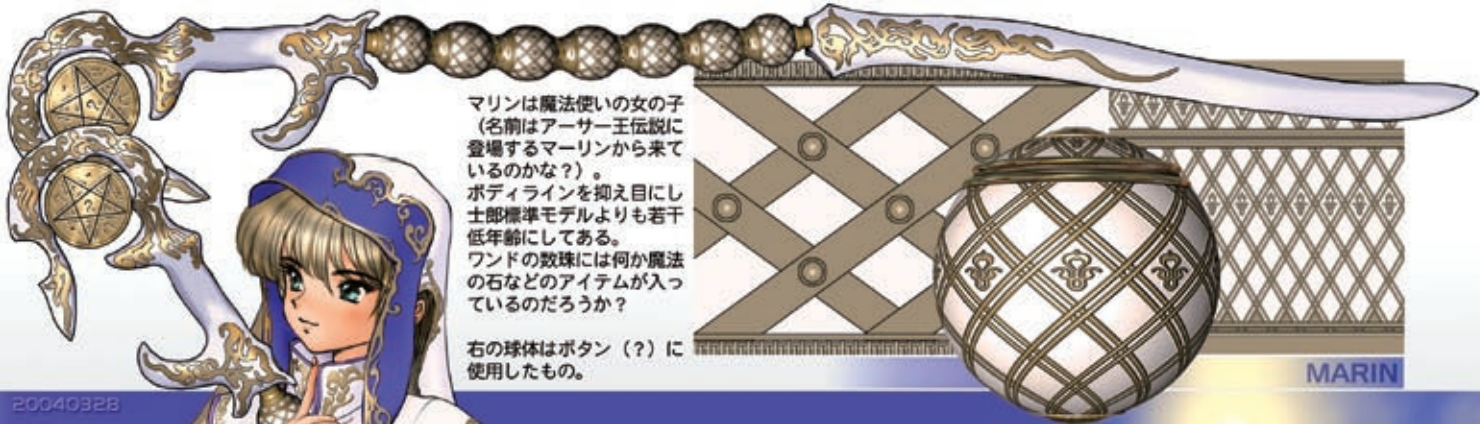 マリンは魔法使いの女の子
（名前はアーサー王伝説に
登場するマーリンから来て
いるのかな？）。
ボディラインを抑え目にし
士郎標準モデルよりも若干
低年齢にしてある。
ワンドの数珠には何か魔法
の石などのアイテムが入っ
ているのだろうか？
右の球体はボタン（？）に
使用したもの。
MARIN
20040328